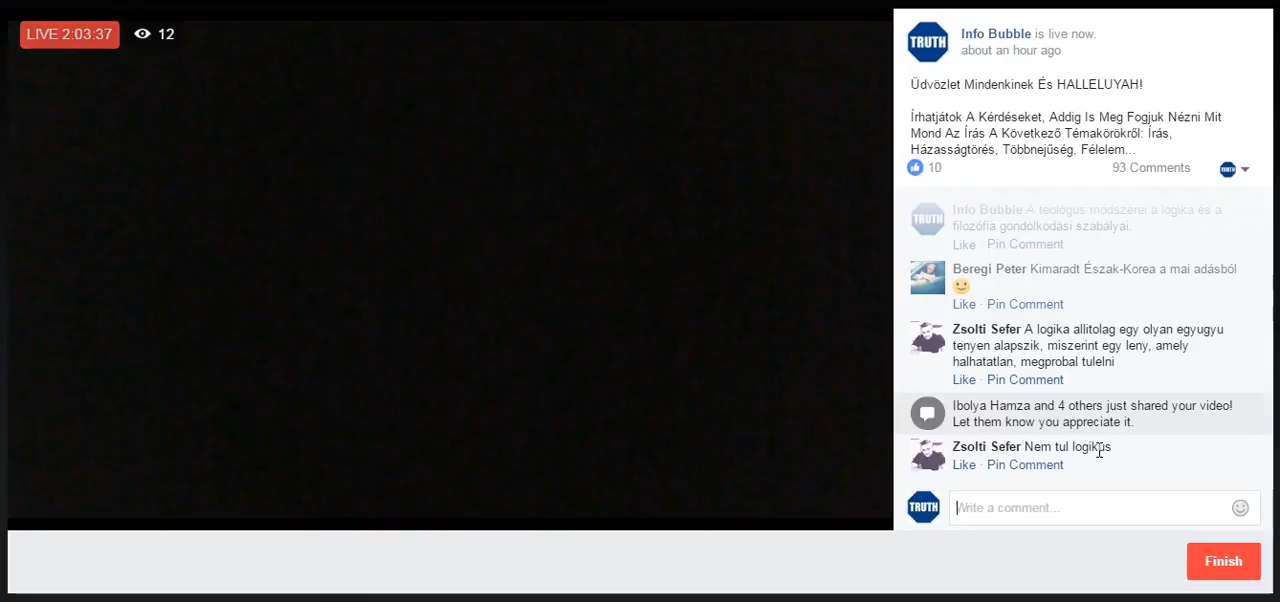 LIVE 2:03:37
12
TRUTH
Info Bubble is live now.
about an hour ago
Üdvözlet Mindenkinek És HALLELUYAH!
Írhatjátok A Kérdéseket, Addig Is Meg Fogjuk Nézni Mit
Mond Az Írás A Következő Témakörökről: Írás,
Házasságtörés, Többnejűség, Félelem...
10
93 Comments
TRUTH
TRUTH
Info Bubble A teológus módszerei a logika és a
filozófia gondolkodási szabályai.
Like · Pin Comment
Beregi Peter Kimaradt Észak-Korea a mai adásból
Like · Pin Comment
Zsolti Sefer A logika allitolag egy olyan egyugyu
tenyen alapszik, miszerint egy leny, amely
halhatatlan, megprobal tulelni
Like · Pin Comment
Ibolya Hamza and 4 others just shared your video!
Let them know you appreciate it.
Zsolti Sefer Nem tul logikus
Like · Pin Comment
TRUTH
Write a comment...
Finish